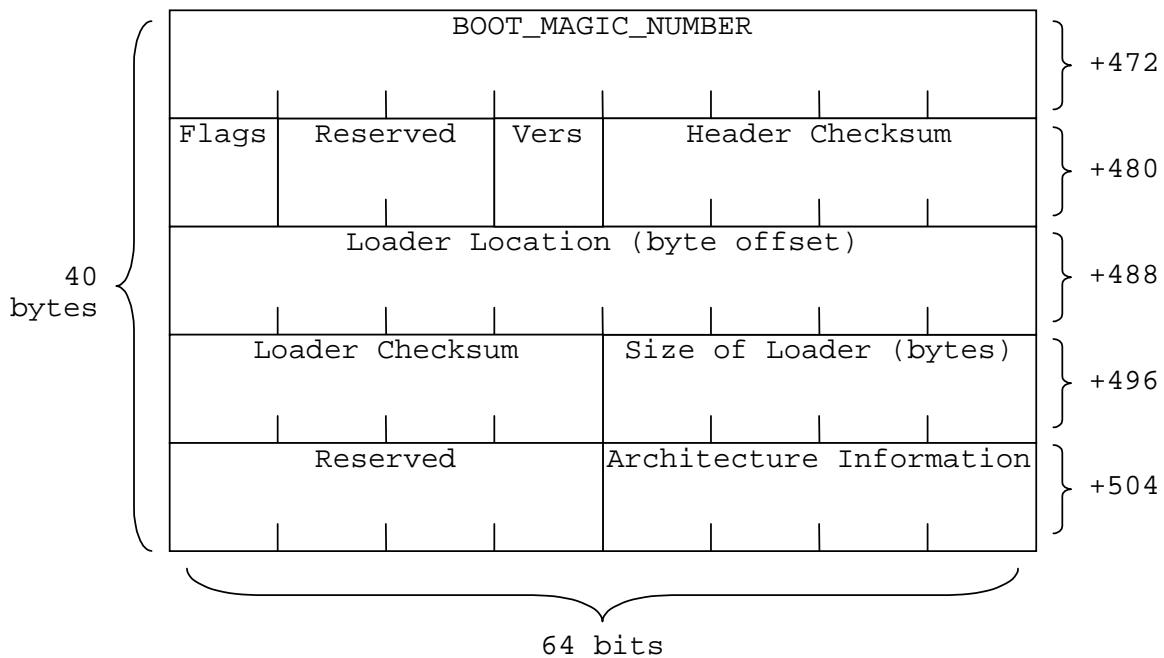 BOOT_MAGIC_NUMBER
+472
Flags Reserved Vers Header Checksum
+480
Loader Location (byte offset)
+488
40
bytes
Loader Checksum Size of Loader (bytes)
+496
Reserved Architecture Information
+504
64 bits